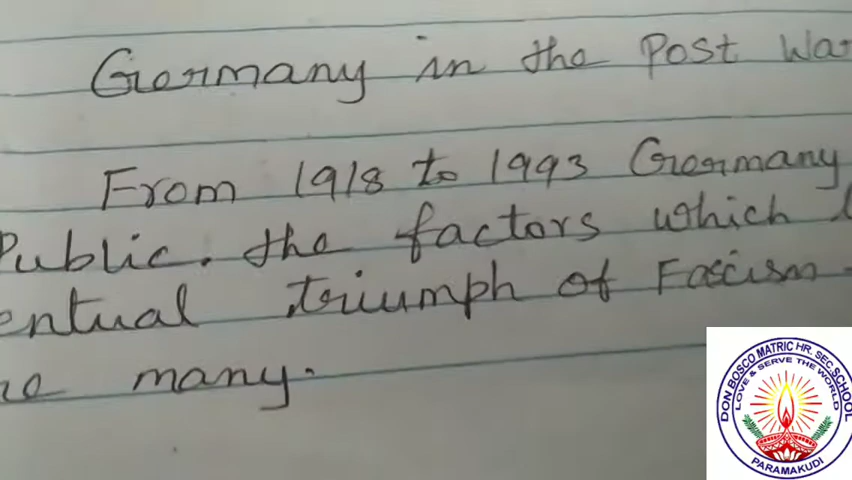 Germany in the Post War
From 1918 to 1993 Germany
Public. the factors which
entual triumph of Fascism
many.
DON BOSCO MATRIC HR. SEC. SCHOOL
LOVE & SERVE THE WORLD
PARAMAKUDI